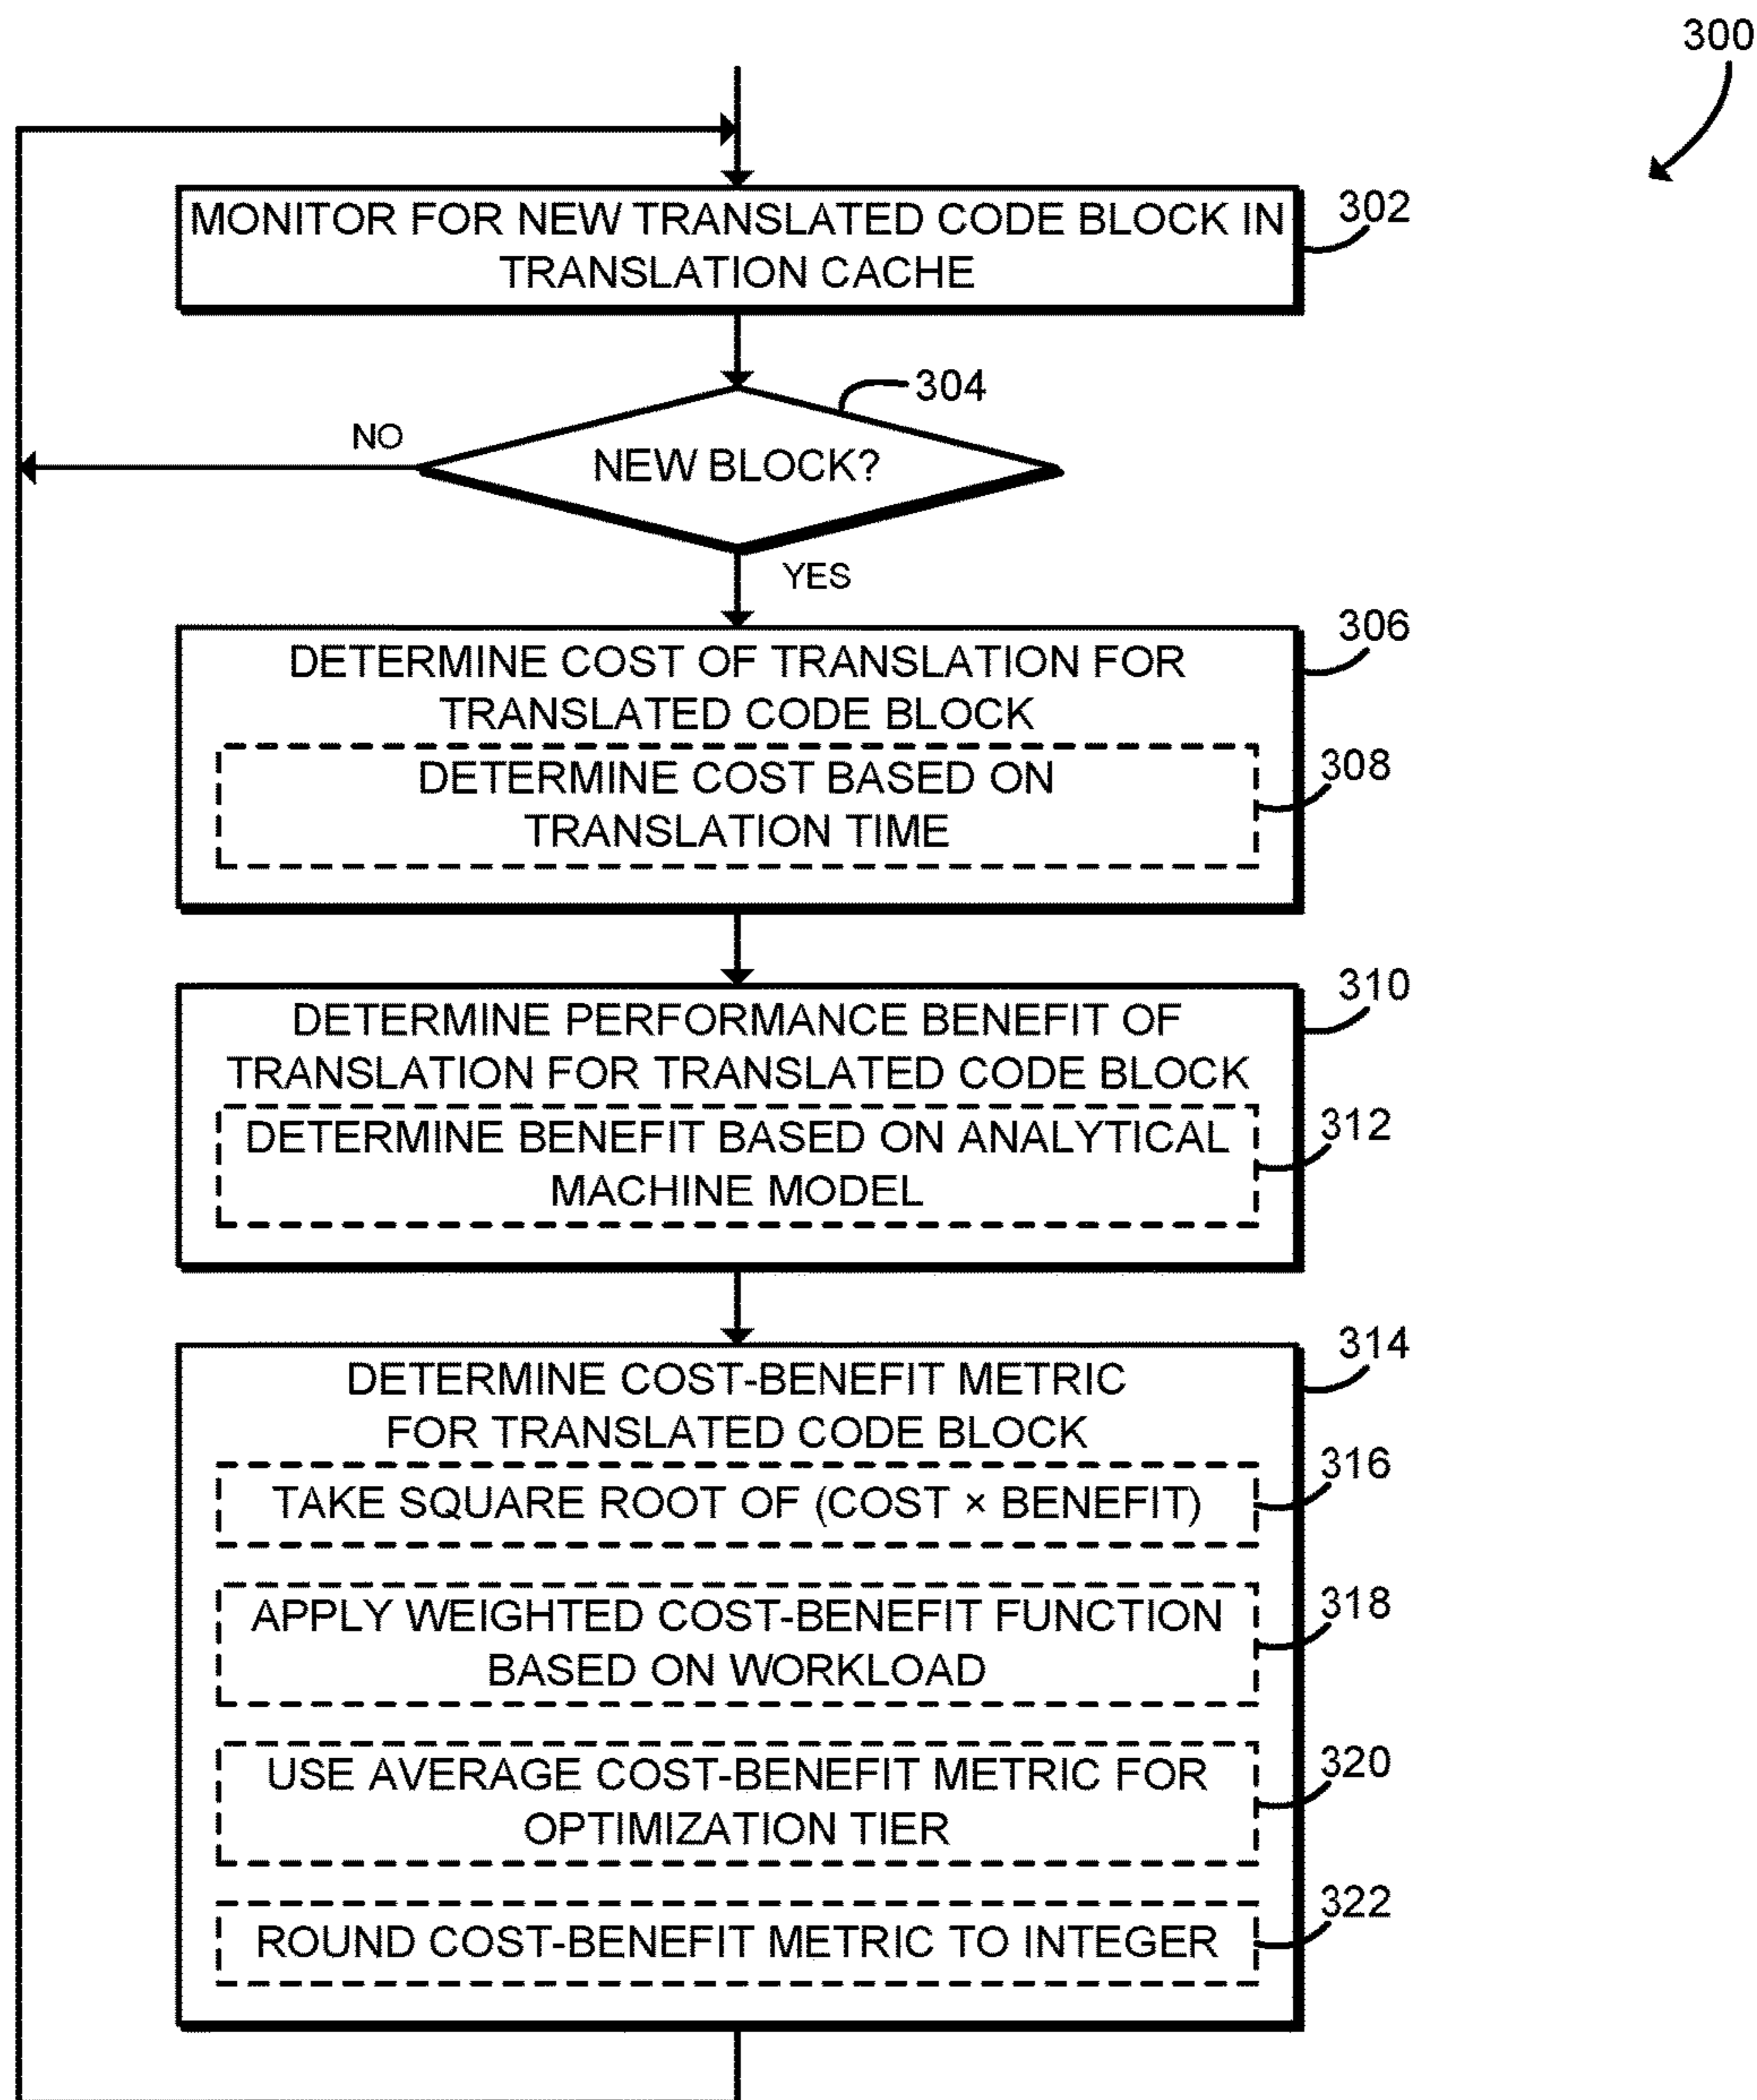 300
MONITOR FOR NEW TRANSLATED CODE BLOCK IN
TRANSLATION CACHE
302
304
NO
NEW BLOCK?
YES
306
DETERMINE COST OF TRANSLATION FOR
TRANSLATED CODE BLOCK
308
DETERMINE COST BASED ON
TRANSLATION TIME
310
DETERMINE PERFORMANCE BENEFIT OF
TRANSLATION FOR TRANSLATED CODE BLOCK
312
DETERMINE BENEFIT BASED ON ANALYTICAL
MACHINE MODEL
314
DETERMINE COST-BENEFIT METRIC
FOR TRANSLATED CODE BLOCK
316
TAKE SQUARE ROOT OF (COST × BENEFIT)
318
APPLY WEIGHTED COST-BENEFIT FUNCTION
BASED ON WORKLOAD
320
USE AVERAGE COST-BENEFIT METRIC FOR
OPTIMIZATION TIER
322
ROUND COST-BENEFIT METRIC TO INTEGER